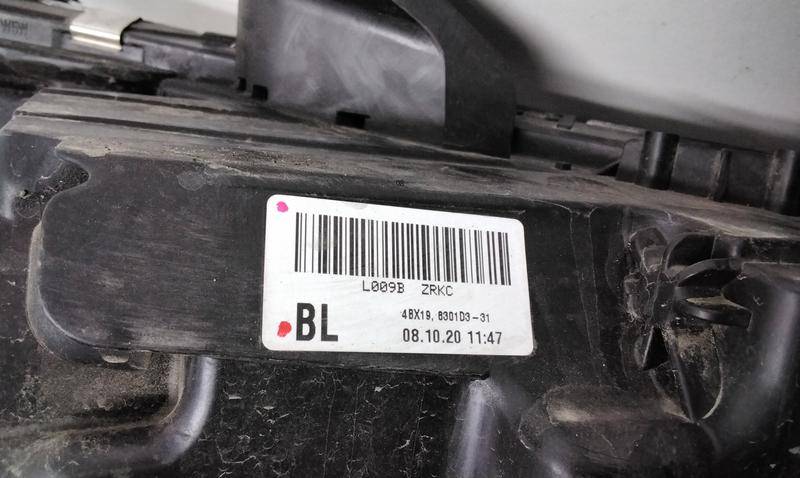 L009B ZRKC
BL
4BX19, 8301D3-31
08.10.20 11:47